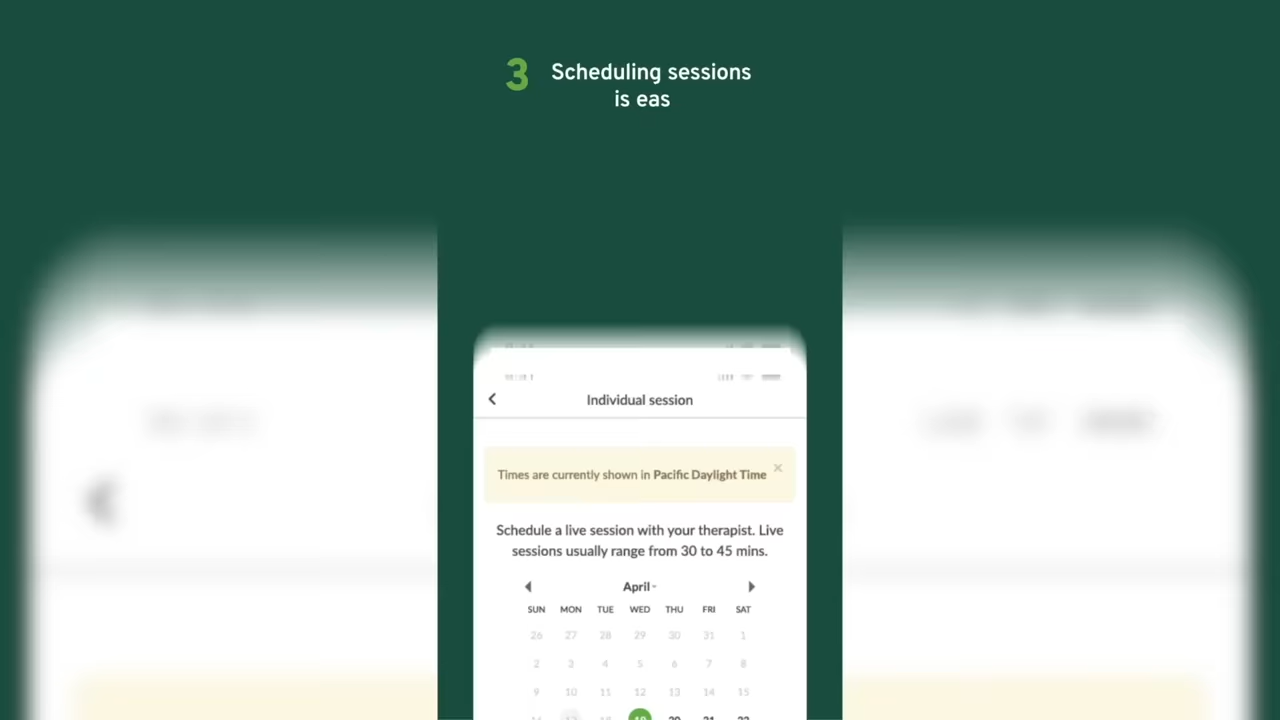 3 Scheduling sessions
is eas
Individual session
Times are currently shown in Pacific Daylight Time ×
Schedule a live session with your therapist. Live
sessions usually range from 30 to 45 mins.
April
SUN MON TUE WED THU FRI SAT
26 27 28 29 30 31 1
2 3 4 5 6 7 8
9 10 11 12 13 14 15